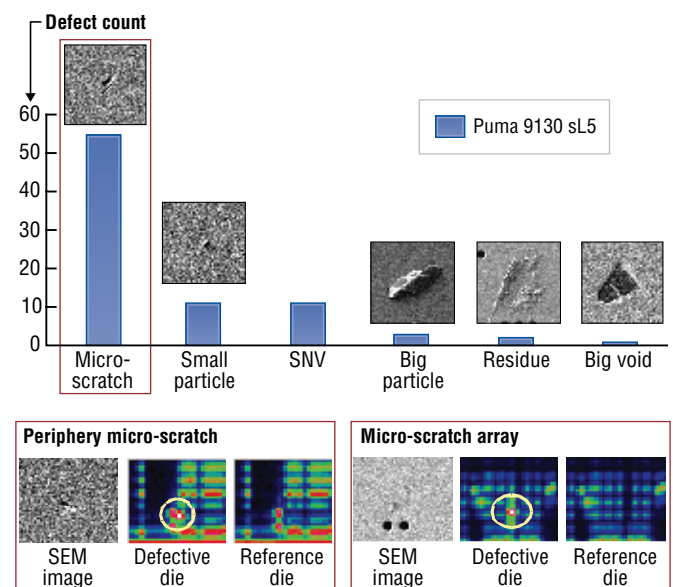 Defect count
60
50
40
30
20
10
0
Puma 9130 sL5
Micro-
scratch
Small
particle
SNV
Big
particle
Residue
Big void
Periphery micro-scratch
SEM
image
Defective
die
Reference
die
Micro-scratch array
SEM
image
Defective
die
Reference
die